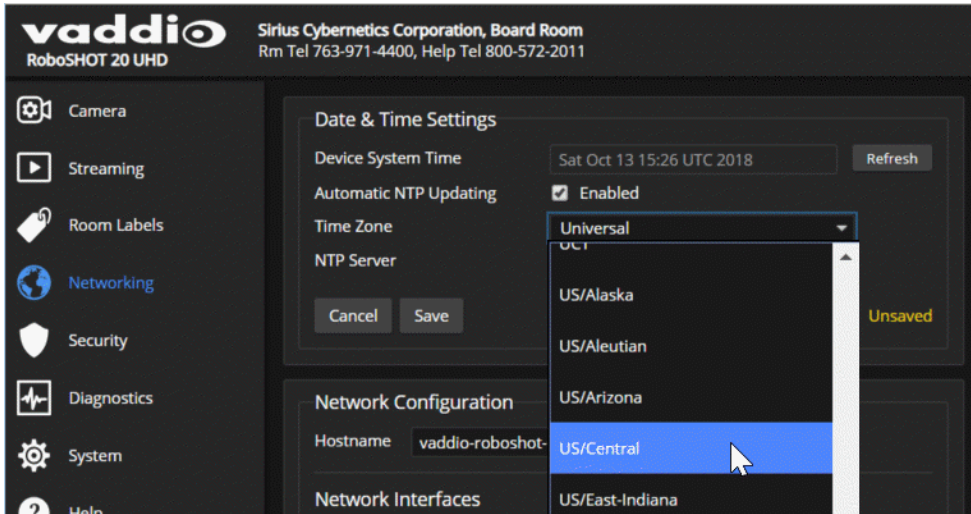 vaddio
RoboSHOT 20 UHD
Sirius Cybernetics Corporation, Board Room
Rm Tel 763-971-4400, Help Tel 800-572-2011
Camera
Streaming
Room Labels
Networking
Security
Diagnostics
System
Help
Date & Time Settings
Device System Time Sat Oct 13 15:26 UTC 2018 Refresh
Automatic NTP Updating Enabled
Time Zone Universal
NTP Server
UCT
US/Alaska
US/Aleutian
US/Arizona
US/Central
US/East-Indiana
Cancel Save Unsaved
Network Configuration
Hostname vaddio-roboshot-
Network Interfaces